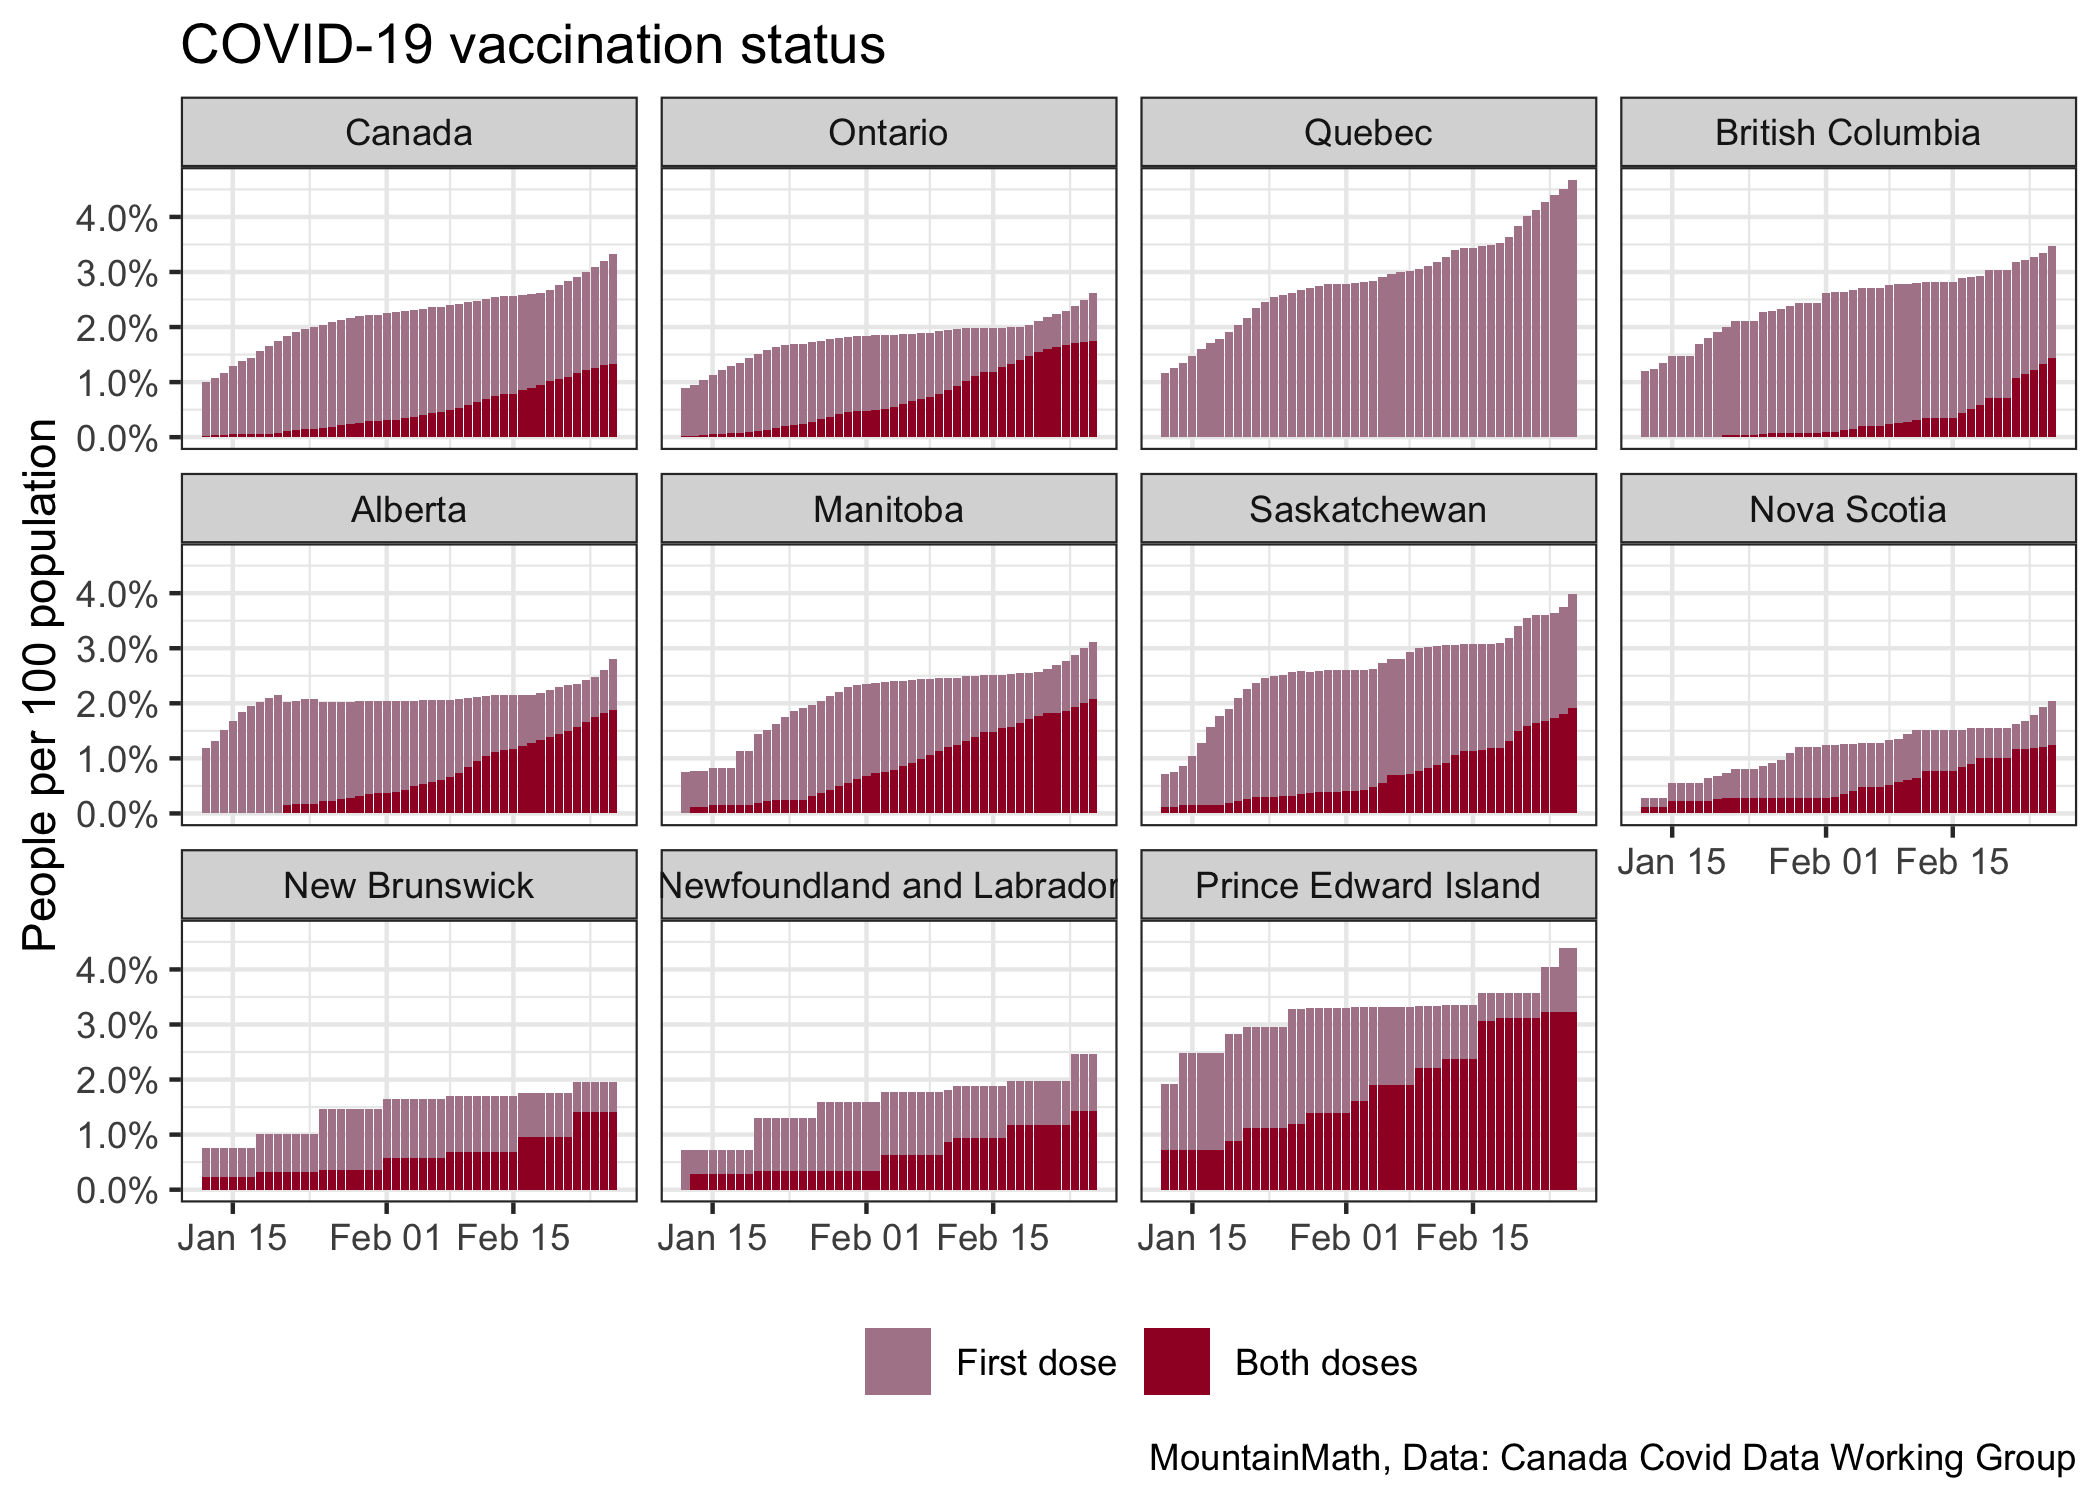 COVID-19 vaccination status
Canada
Ontario
Quebec
British Columbia
4.0%
3.0%
2.0%
1.0%
0.0%
Alberta
Manitoba
Saskatchewan
Nova Scotia
4.0%
3.0%
2.0%
1.0%
0.0%
Jan 15 Feb 01 Feb 15
New Brunswick
Newfoundland and Labrador
Prince Edward Island
4.0%
3.0%
2.0%
1.0%
0.0%
Jan 15 Feb 01 Feb 15
Jan 15 Feb 01 Feb 15
Jan 15 Feb 01 Feb 15
People per 100 population
First dose
Both doses
MountainMath, Data: Canada Covid Data Working Group